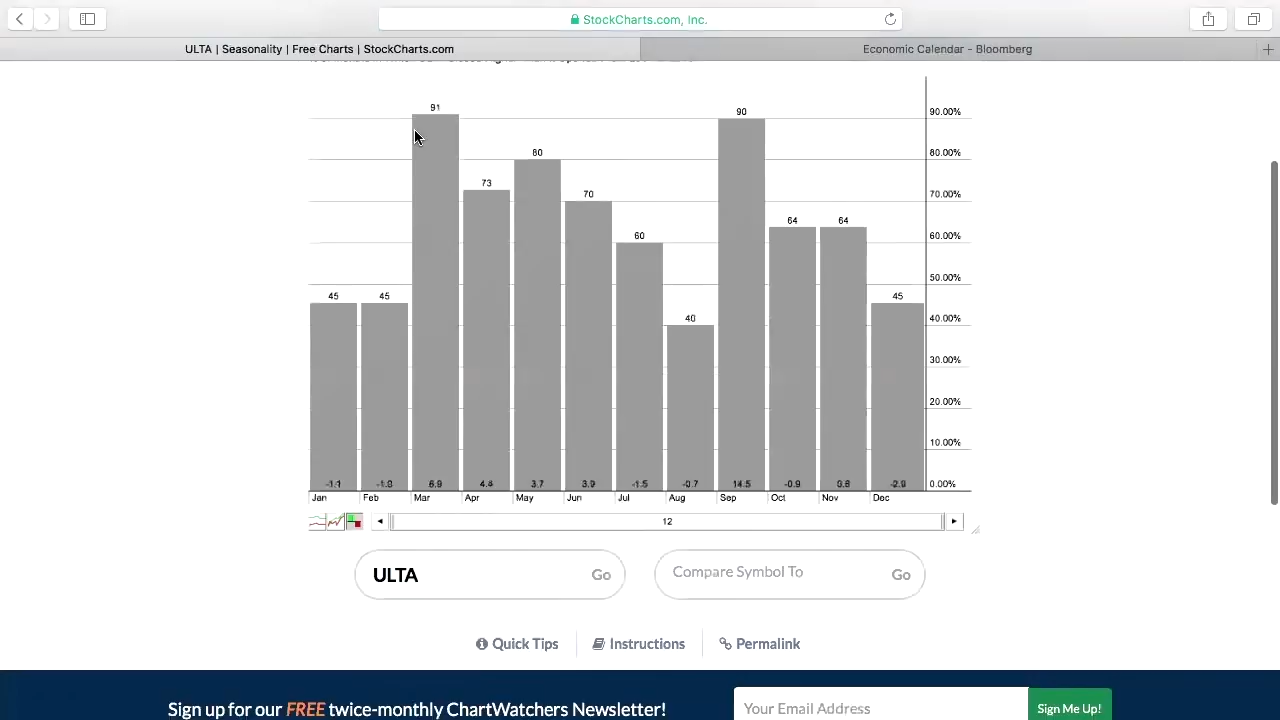 StockCharts.com, Inc.
ULTA | Seasonality | Free Charts | StockCharts.com
Economic Calendar - Bloomberg
91
90
90.00%
80
80.00%
73
70
70.00%
64
64
60
60.00%
50.00%
45
45
45
40
40.00%
30.00%
20.00%
10.00%
-1.1 -1.3 6.9 4.4 3.7 3.9 -1.5 -0.7 14.5 -0.9 0.8 -2.9 0.00%
Jan Feb Mar Apr May Jun Jul Aug Sep Oct Nov Dec
12
ULTA Go Compare Symbol To Go
Quick Tips Instructions Permalink
Sign up for our FREE twice-monthly ChartWatchers Newsletter! Your Email Address Sign Me Up!